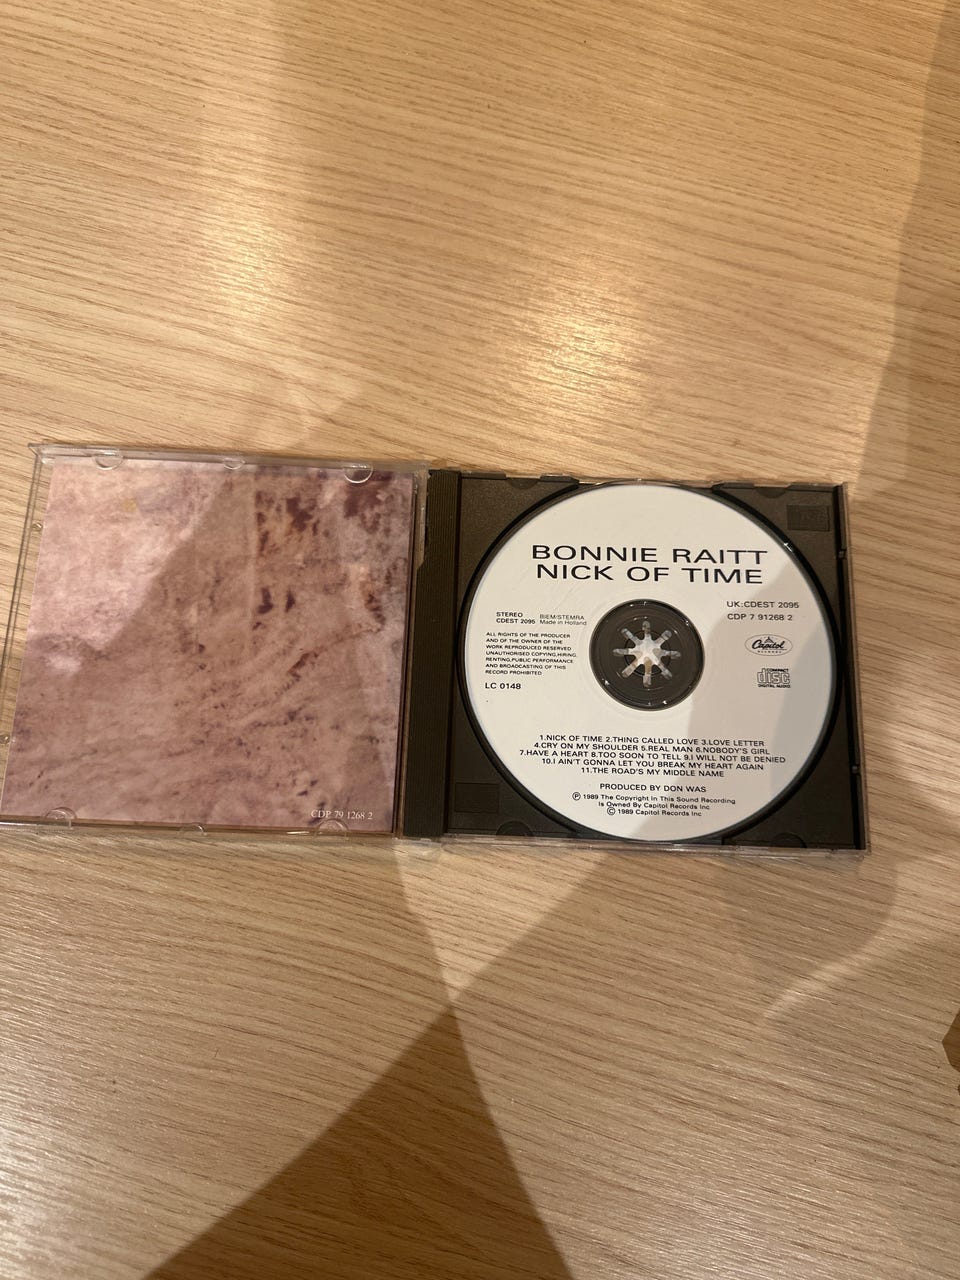 CDP 79 1268 2
BONNIE RAITT
NICK OF TIME
STEREO
CDEST 2095
BIEM/STEMRA
Made in Holland
ALL RIGHTS OF THE PRODUCER
AND OF THE OWNER OF THE
WORK REPRODUCED RESERVED
UNAUTHORISED COPYING,HIRING,
RENTING,PUBLIC PERFORMANCE
AND BROADCASTING OF THIS
RECORD PROHIBITED
LC 0148
UK:CDEST 2095
CDP 7 91268 2
Capitol
RECORDS
COMPACT
disc
DIGITAL AUDIO
1.NICK OF TIME 2.THING CALLED LOVE 3.LOVE LETTER
4.CRY ON MY SHOULDER 5.REAL MAN 6.NOBODY'S GIRL
7.HAVE A HEART 8.TOO SOON TO TELL 9.I WILL NOT BE DENIED
10.I AIN'T GONNA LET YOU BREAK MY HEART AGAIN
11.THE ROAD'S MY MIDDLE NAME
PRODUCED BY DON WAS
Ⓟ 1989 The Copyright In This Sound Recording
Is Owned By Capitol Records Inc
© 1989 Capitol Records Inc